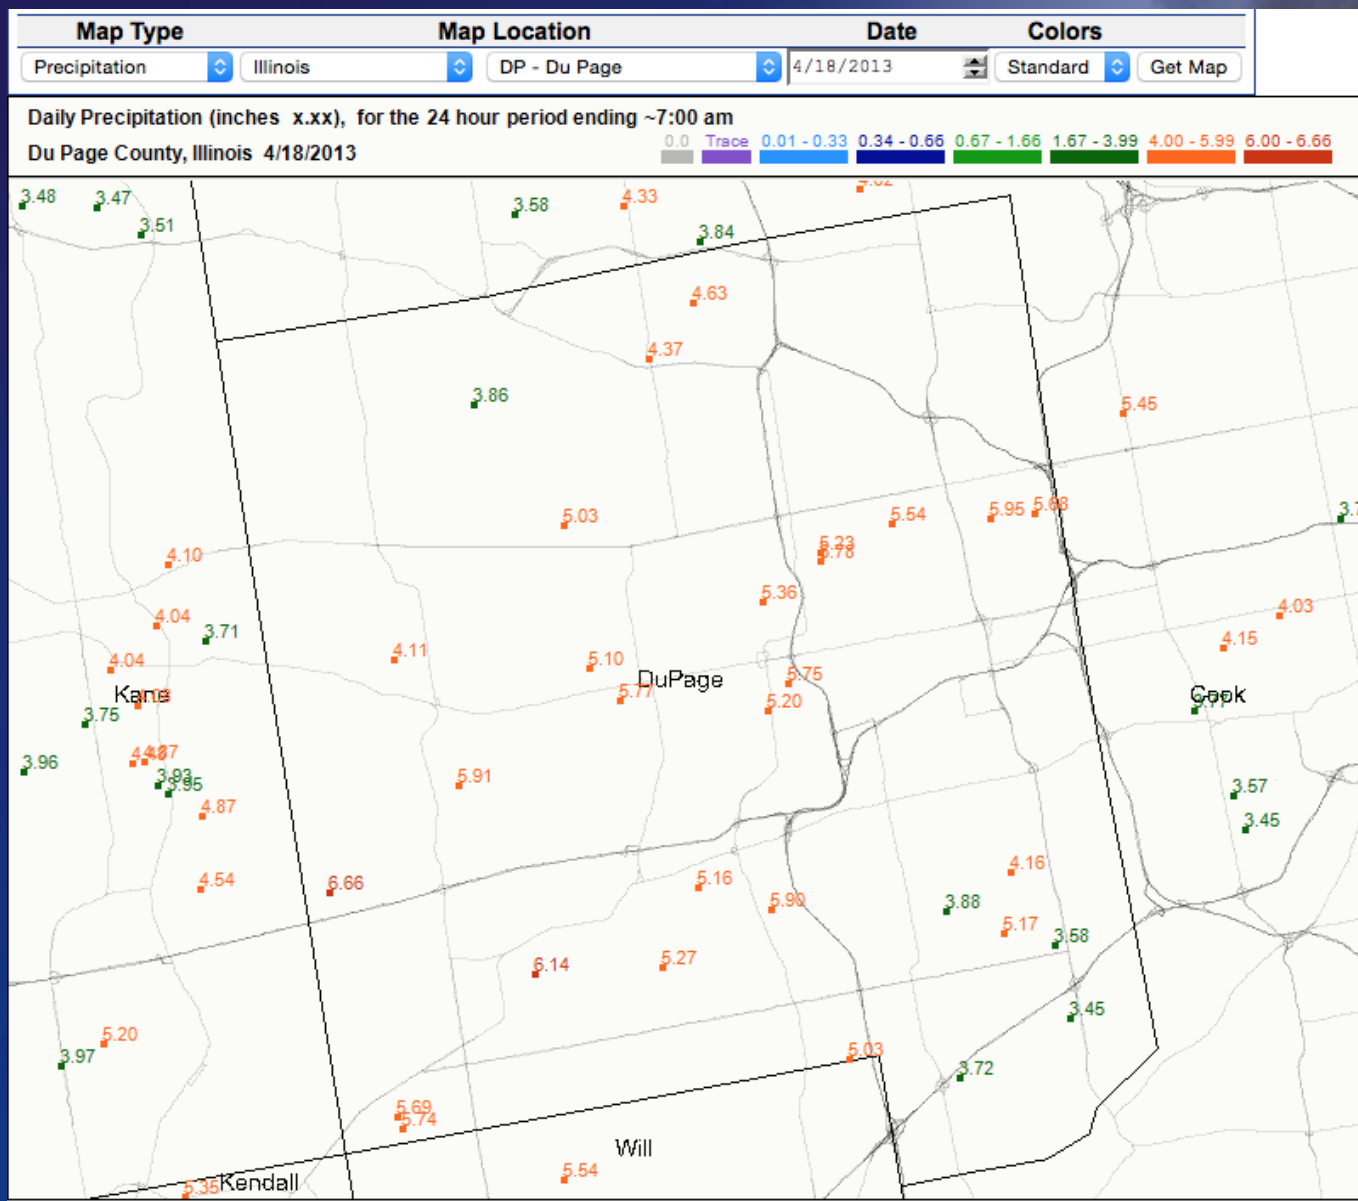 Map Type Map Location Date Colors
Precipitation Illinois DP - Du Page 4/18/2013 Standard Get Map
Daily Precipitation (inches x.xx), for the 24 hour period ending ~7:00 am
Du Page County, Illinois 4/18/2013
0.0 Trace 0.01 - 0.33 0.34 - 0.66 0.67 - 1.66 1.67 - 3.99 4.00 - 5.99 6.00 - 6.66
3.48 3.47 3.58 4.33
3.51 3.84
4.63
4.37
3.86
5.45
5.03 5.54 5.95
4.10 5.23
5.36
4.04 4.03
3.71 4.15
4.04 4.11 5.10
5.75
DuPage
Kane 5.77 5.20 Cook
3.75
3.96
3.93 5.91
3.95 3.57
4.87 3.45
4.54 6.66 5.16 4.16
5.90 3.88
5.17
3.58
6.14 5.27
3.45
5.20
3.97 5.03
3.72
5.69
5.74
Will
5.54
5.35 Kendall